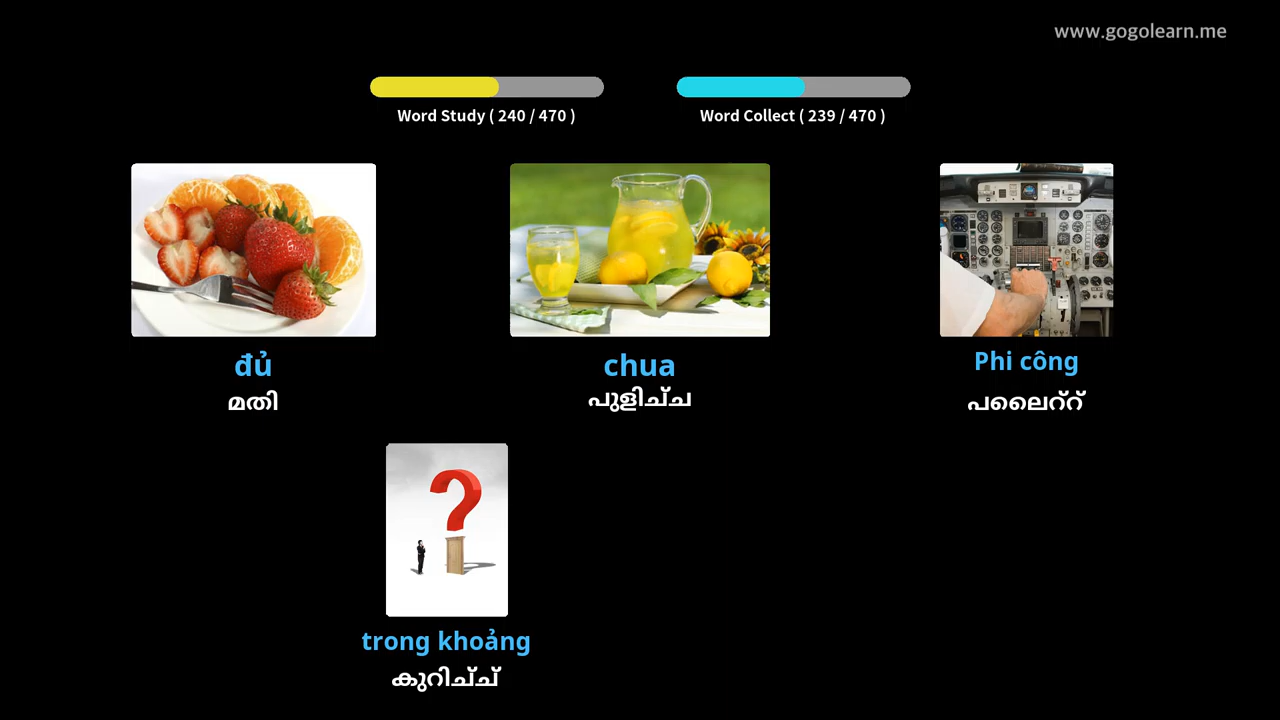 www.gogolearn.me
Word Study ( 240 / 470 )
Word Collect ( 239 / 470 )
đủ
മതി
chua
പുളിച്ച
Phi công
പലൈറ്റ്
trong khoảng
കുറിച്ച്